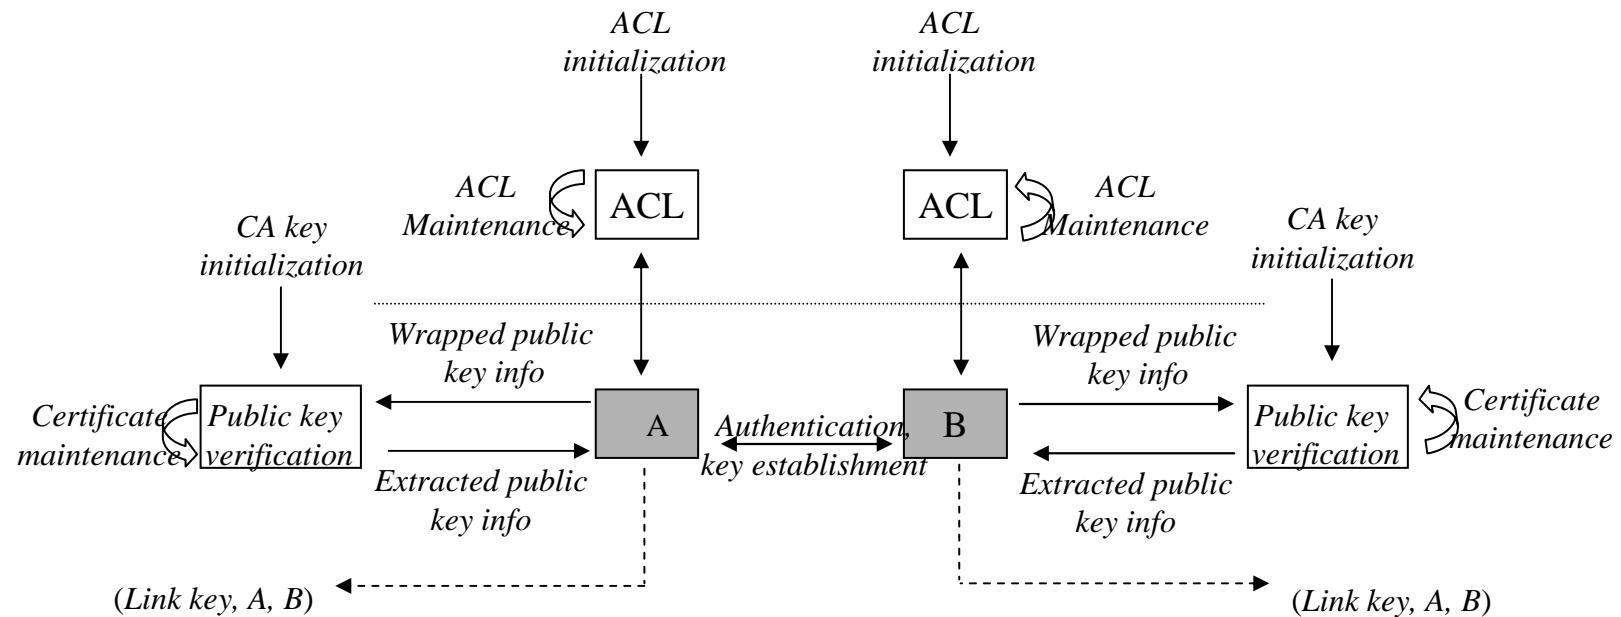 ACL
initialization
ACL
initialization
ACL
Maintenance
ACL
ACL
ACL
Maintenance
CA key
initialization
CA key
initialization
Wrapped public
key info
Wrapped public
key info
Certificate
maintenance
Public key
verification
A
Authentication,
key establishment
B
Public key
verification
Certificate
maintenance
Extracted public
key info
Extracted public
key info
(Link key, A, B)
(Link key, A, B)